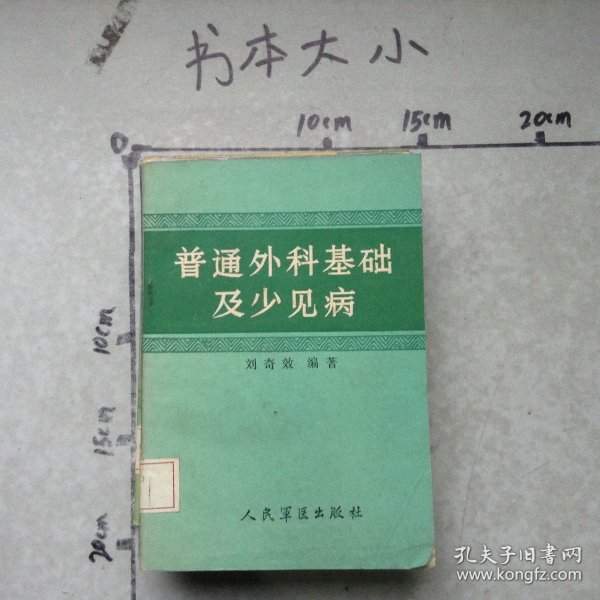 书本大小
0 10cm 15cm 20cm
10cm
15cm
20cm
普通外科基础
及少见病
刘奇效 编著
人民军医出版社
孔夫子旧书网
www.kongfz.com